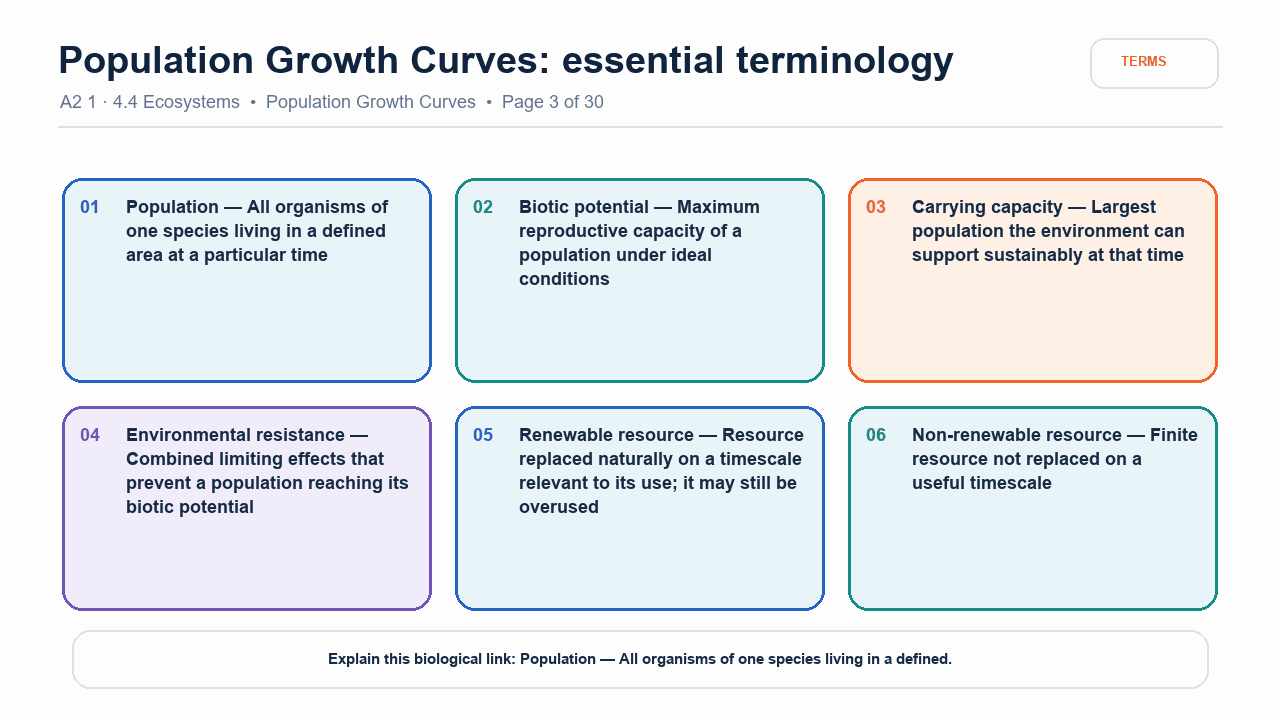 Population Growth Curves: essential terminology
TERMS
A2 1 · 4.4 Ecosystems • Population Growth Curves • Page 3 of 30
01 Population — All organisms of
one species living in a defined
area at a particular time
02 Biotic potential — Maximum
reproductive capacity of a
population under ideal
conditions
03 Carrying capacity — Largest
population the environment can
support sustainably at that time
04 Environmental resistance —
Combined limiting effects that
prevent a population reaching its
biotic potential
05 Renewable resource — Resource
replaced naturally on a timescale
relevant to its use; it may still be
overused
06 Non-renewable resource — Finite
resource not replaced on a
useful timescale
Explain this biological link: Population — All organisms of one species living in a defined.